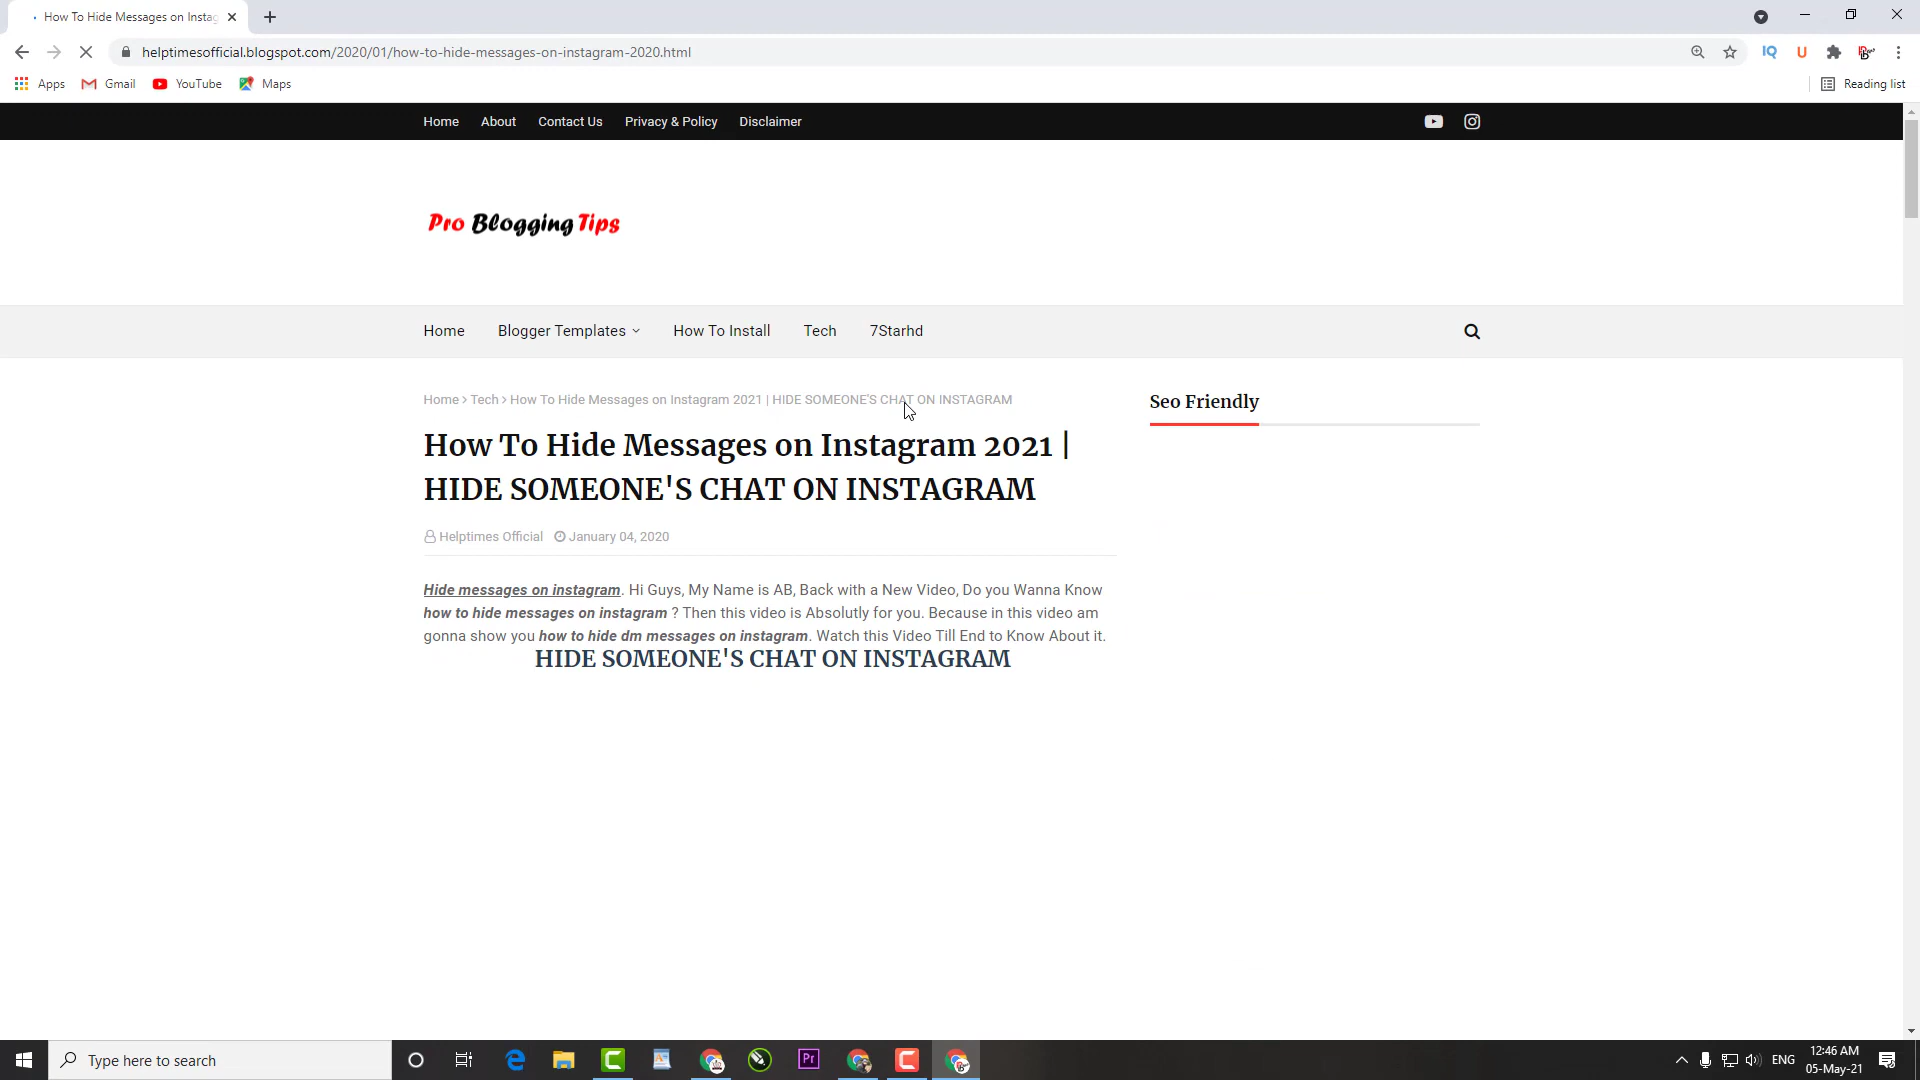 How To Hide Messages on Instag
helptimesofficial.blogspot.com/2020/01/how-to-hide-messages-on-instagram-2020.html
IQ
U
Apps Gmail YouTube Maps Reading list
Home About Contact Us Privacy & Policy Disclaimer
Pro Blogging Tips
Home Blogger Templates How To Install Tech 7Starhd
Home > Tech > How To Hide Messages on Instagram 2021 | HIDE SOMEONE'S CHAT ON INSTAGRAM
Seo Friendly
How To Hide Messages on Instagram 2021 |
HIDE SOMEONE'S CHAT ON INSTAGRAM
Helptimes Official January 04, 2020
Hide messages on instagram. Hi Guys, My Name is AB, Back with a New Video, Do you Wanna Know
how to hide messages on instagram ? Then this video is Absolutly for you. Because in this video am
gonna show you how to hide dm messages on instagram. Watch this Video Till End to Know About it.
HIDE SOMEONE'S CHAT ON INSTAGRAM
Type here to search
Pr
ENG
12:46 AM
05-May-21